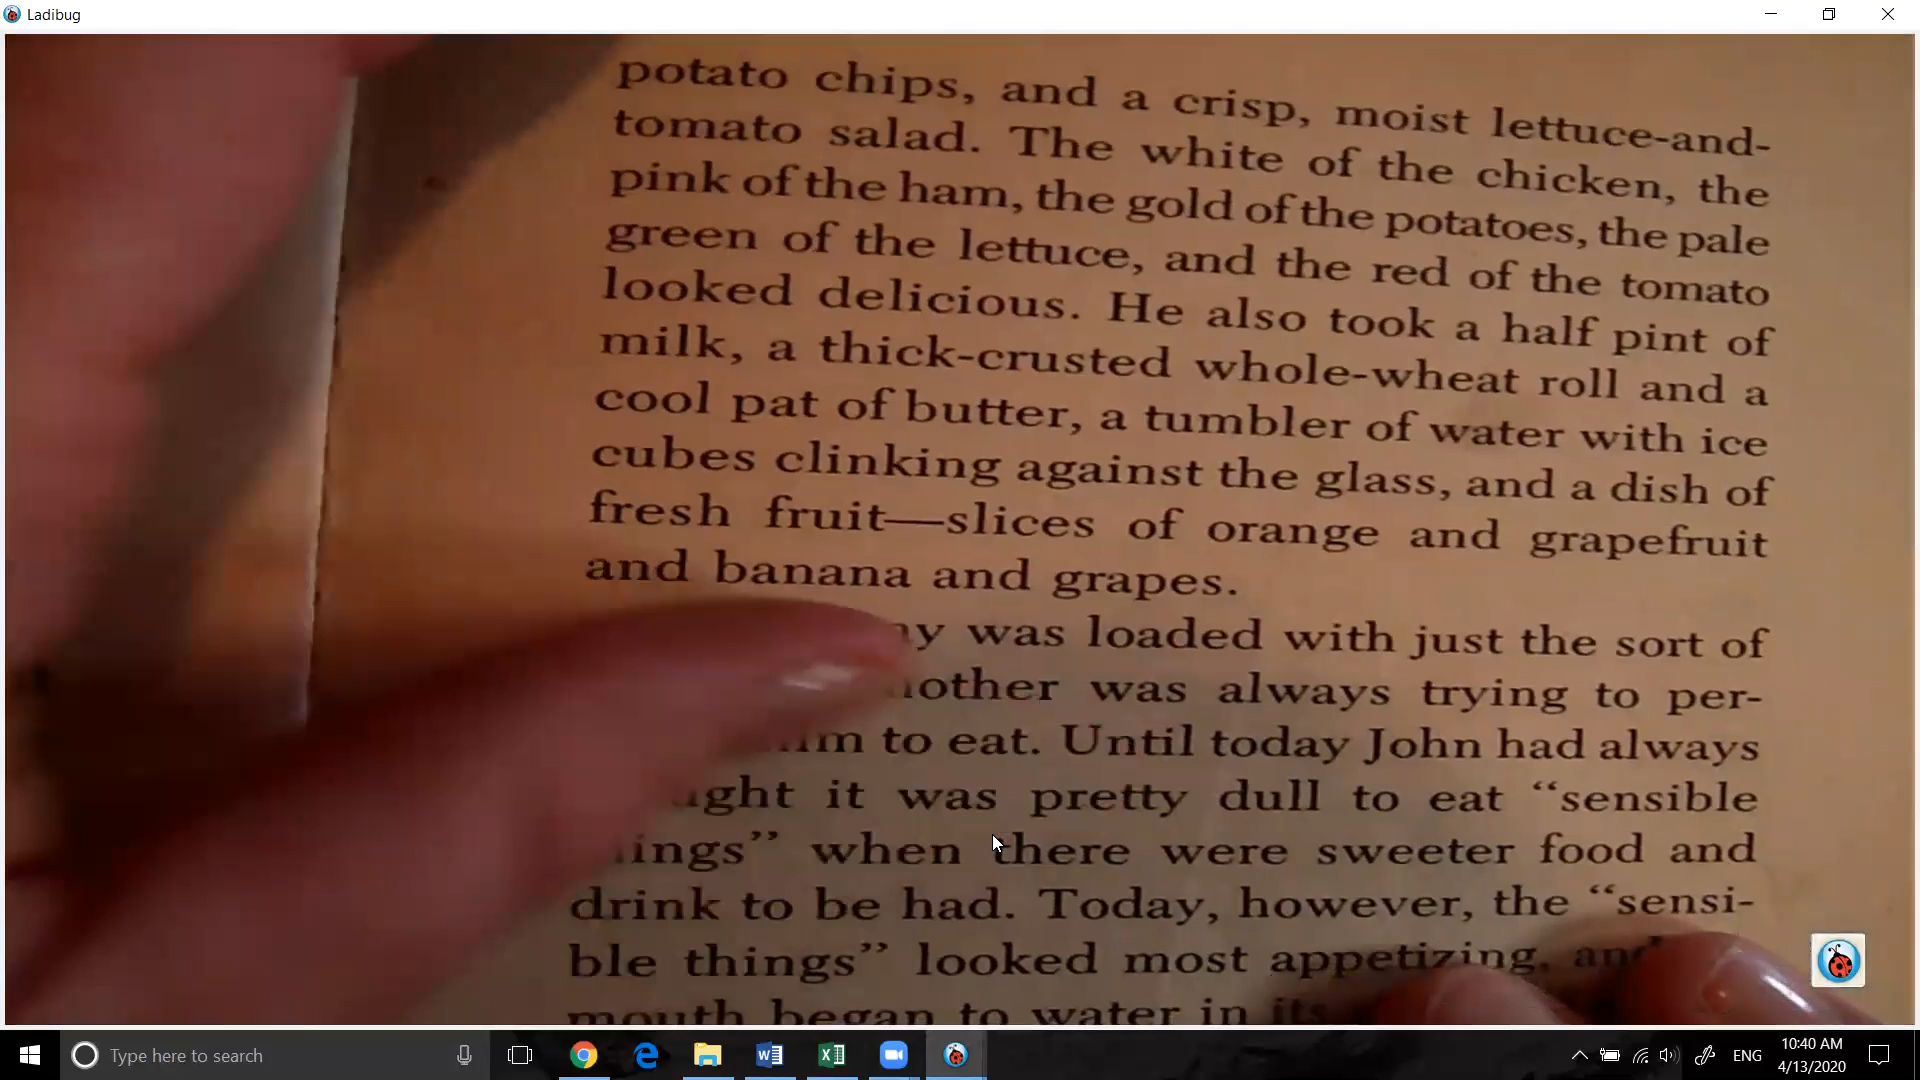 Ladibug
potato chips, and a crisp, moist lettuce-and-
tomato salad. The white of the chicken, the
pink of the ham, the gold of the potatoes, the pale
green of the lettuce, and the red of the tomato
looked delicious. He also took a half pint of
milk, a thick-crusted whole-wheat roll and a
cool pat of butter, a tumbler of water with ice
cubes clinking against the glass, and a dish of
fresh fruit—slices of orange and grapefruit
and banana and grapes.
was loaded with just the sort of
was always trying to per-
to eat. Until today John had always
it was pretty dull to eat “sensible
when there were sweeter food and
drink to be had. Today, however, the “sensi-
ble things” looked most appetizing,
mouth began to water in its
Type here to search
ENG
10:40 AM
4/13/2020